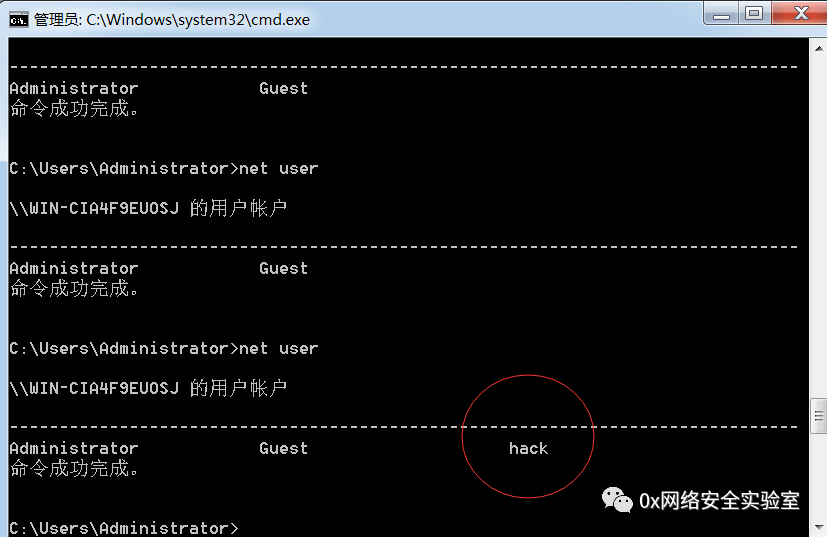 管理员: C:\Windows\system32\cmd.exe
-------------------------------------------------------------------------------
Administrator            Guest
命令成功完成。
C:\Users\Administrator>net user
\\WIN-CIA4F9EUOSJ 的用户帐户
-------------------------------------------------------------------------------
Administrator            Guest
命令成功完成。
C:\Users\Administrator>net user
\\WIN-CIA4F9EUOSJ 的用户帐户
-------------------------------------------------------------------------------
Administrator            Guest                    hack
命令成功完成。
C:\Users\Administrator>
0x网络安全实验室